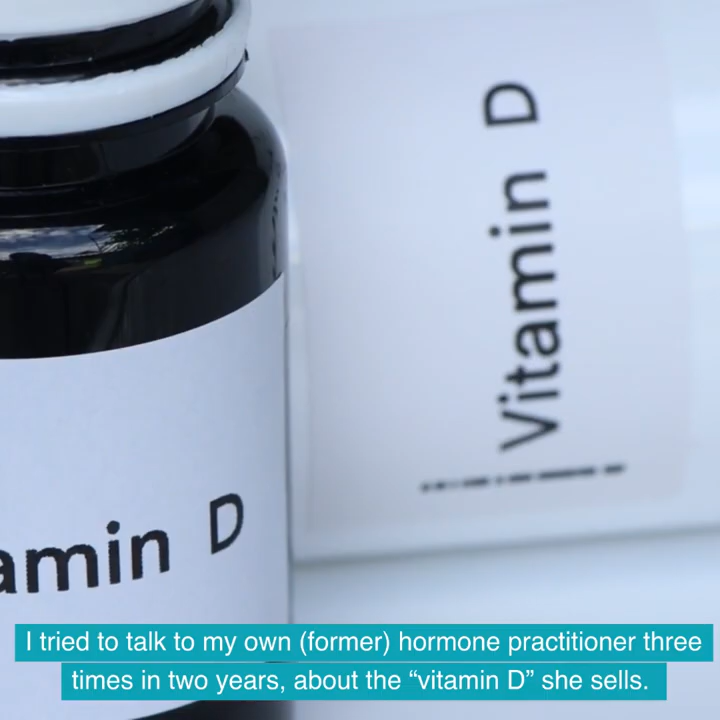 Vitamin D
amin D
I tried to talk to my own (former) hormone practitioner three
times in two years, about the “vitamin D” she sells.